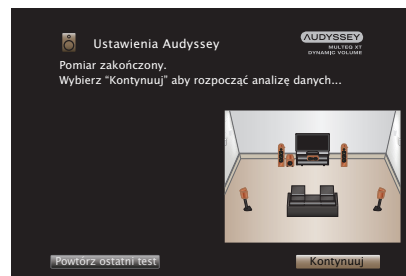 Ustawienia Audyssey
AUDYSSEY
MULTEQ XT
DYNAMIC VOLUME
Pomiar zakończony.
Wybierz “Kontynuuj” aby rozpocząć analizę danych...
Powtórz ostatni test
Kontynuuj